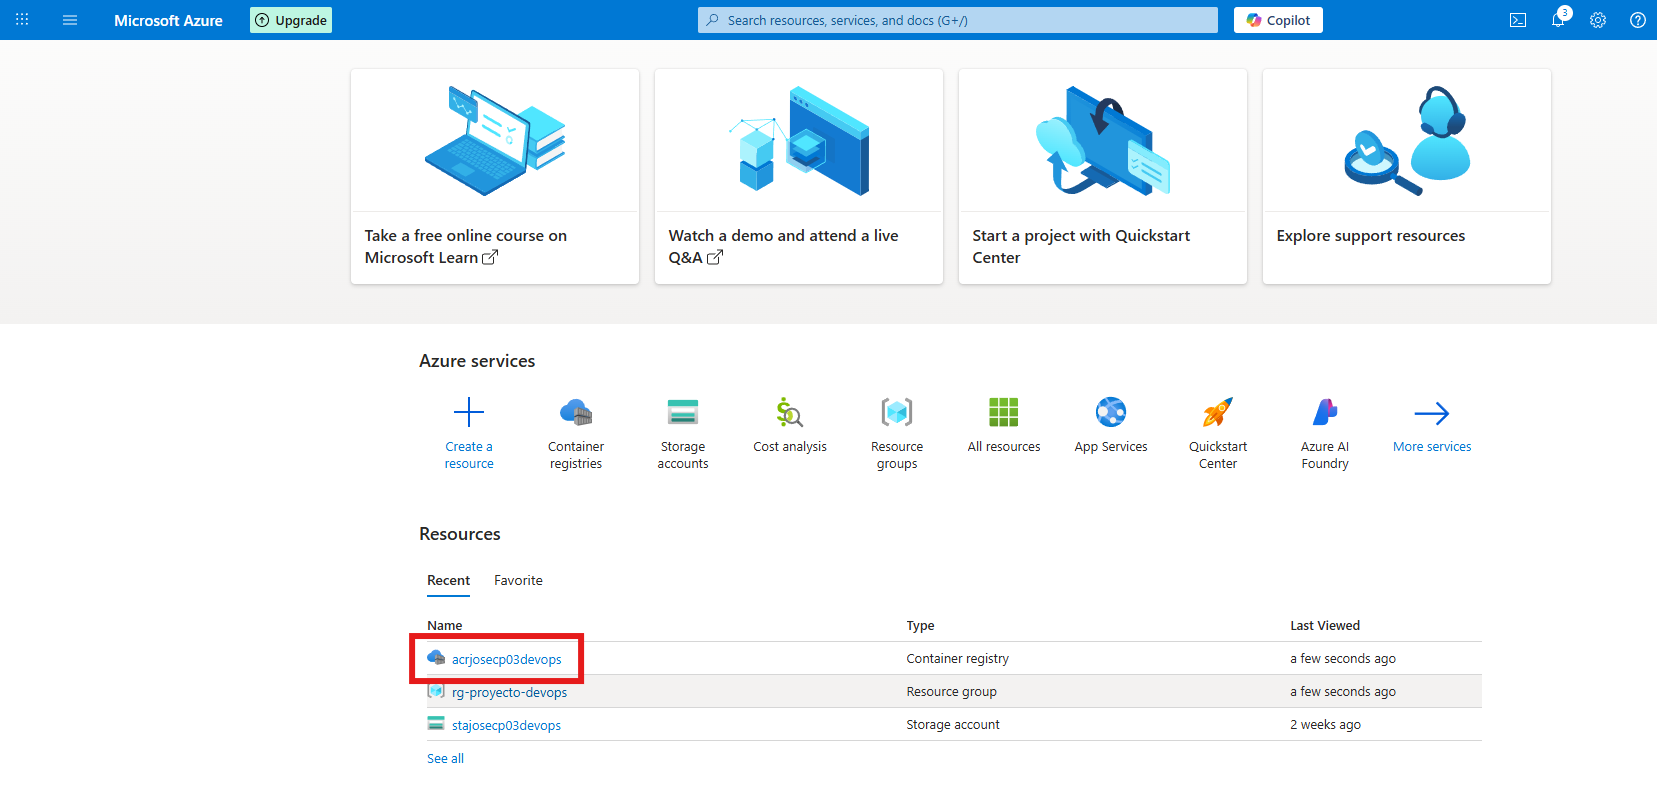 Microsoft Azure
Upgrade
Search resources, services, and docs (G+/)
Copilot
3
Take a free online course on
Microsoft Learn
Watch a demo and attend a live
Q&A
Start a project with Quickstart
Center
Explore support resources
Azure services
Create a
resource
Container
registries
Storage
accounts
Cost analysis
Resource
groups
All resources
App Services
Quickstart
Center
Azure AI
Foundry
More services
Resources
Recent Favorite
Name Type Last Viewed
acrjosecp03devops Container registry a few seconds ago
rg-proyecto-devops Resource group a few seconds ago
stajosecp03devops Storage account 2 weeks ago
See all